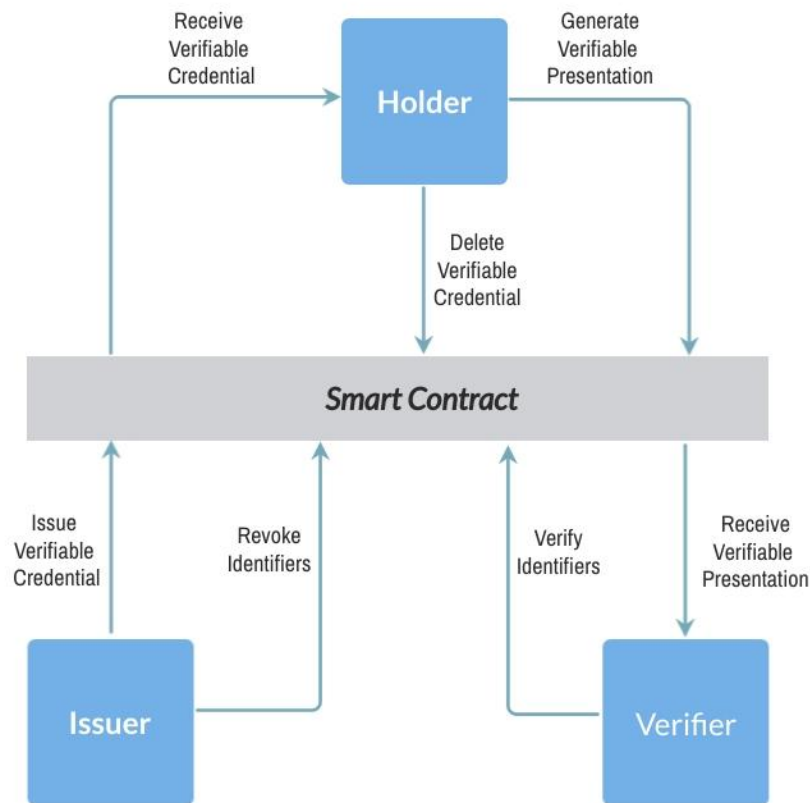 Receive
Verifiable
Credential
Holder
Generate
Verifiable
Presentation
Delete
Verifiable
Credential
Smart Contract
Issue
Verifiable
Credential
Revoke
Identifiers
Verify
Identifiers
Receive
Verifiable
Presentation
Issuer
Verifier